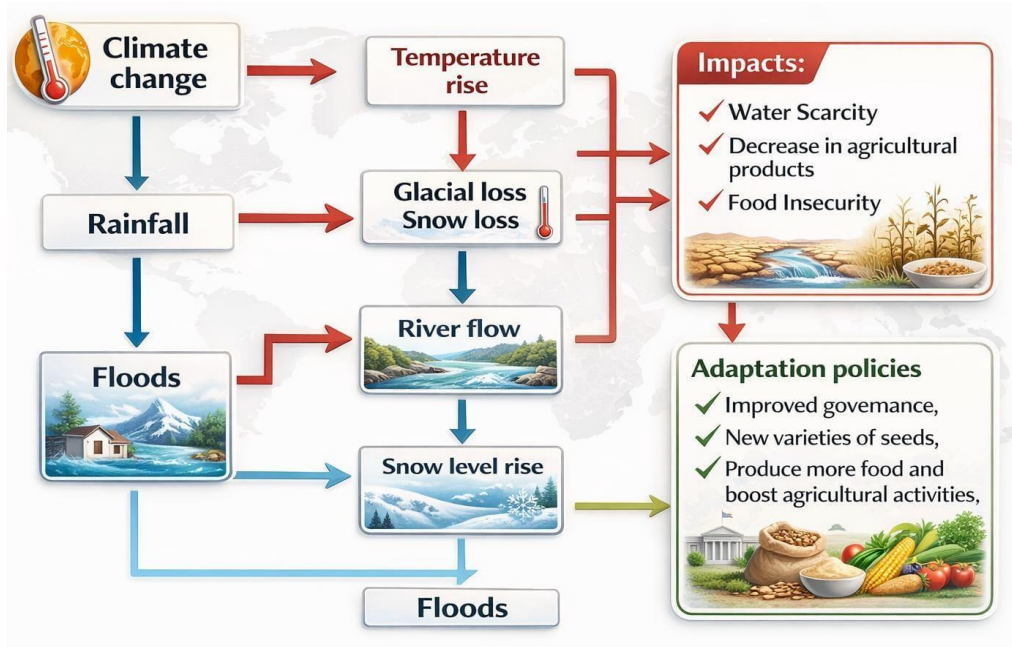 Climate
change
Temperature
rise
Rainfall
Glacial loss
Snow loss
Floods
River flow
Snow level rise
Floods
Impacts:
Water Scarcity
Decrease in agricultural
products
Food Insecurity
Adaptation policies
Improved govemance,
New varieties of seeds,
Produce more food and
boost agricultural activities,